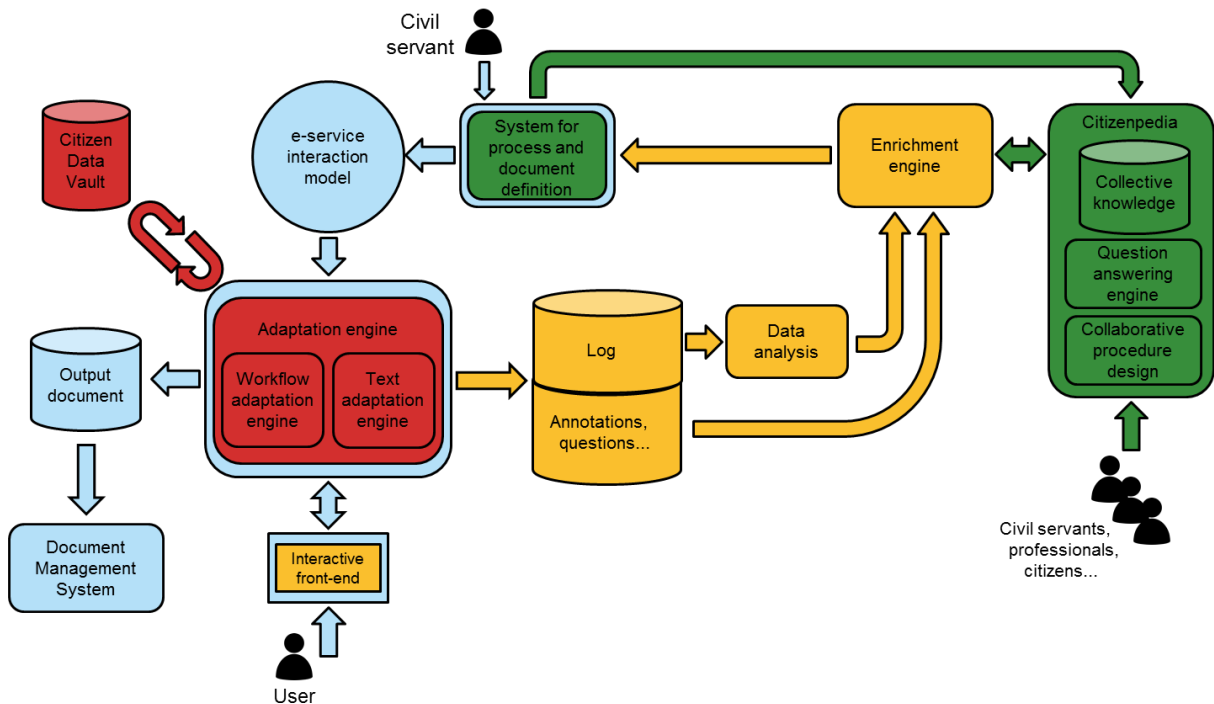 Civil
servant
Citizen
Data
Vault
e-service
interaction
model
System for
process and
document
definition
Enrichment
engine
Citizenpedia
Collective
knowledge
Question
answering
engine
Collaborative
procedure
design
Adaptation engine
Workflow
adaptation
engine
Text
adaptation
engine
Log
Annotations,
questions...
Data
analysis
Output
document
Document
Management
System
Interactive
front-end
User
Civil servants,
professionals,
citizens...